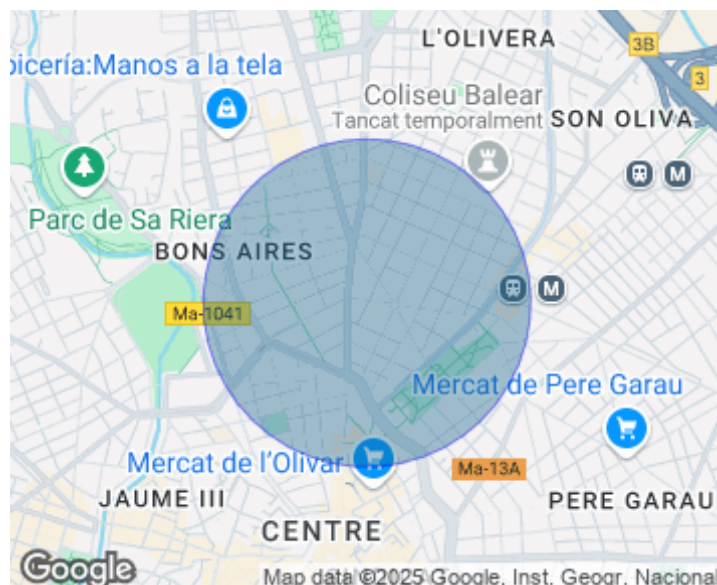 L'OLIVERA
3B
picería:Manos a la tela
3
Coliseu Balear
Tancat temporalment
SON OLIVA
M
Parc de Sa Riera
BONS AIRES
M
Ma-1041
Mercat de Pere Garau
Mercat de l'Olivar
Ma-13A
JAUME III
PERE GARAU
CENTRE
Google
Map data ©2025 Google, Inst. Geogr. Nacional